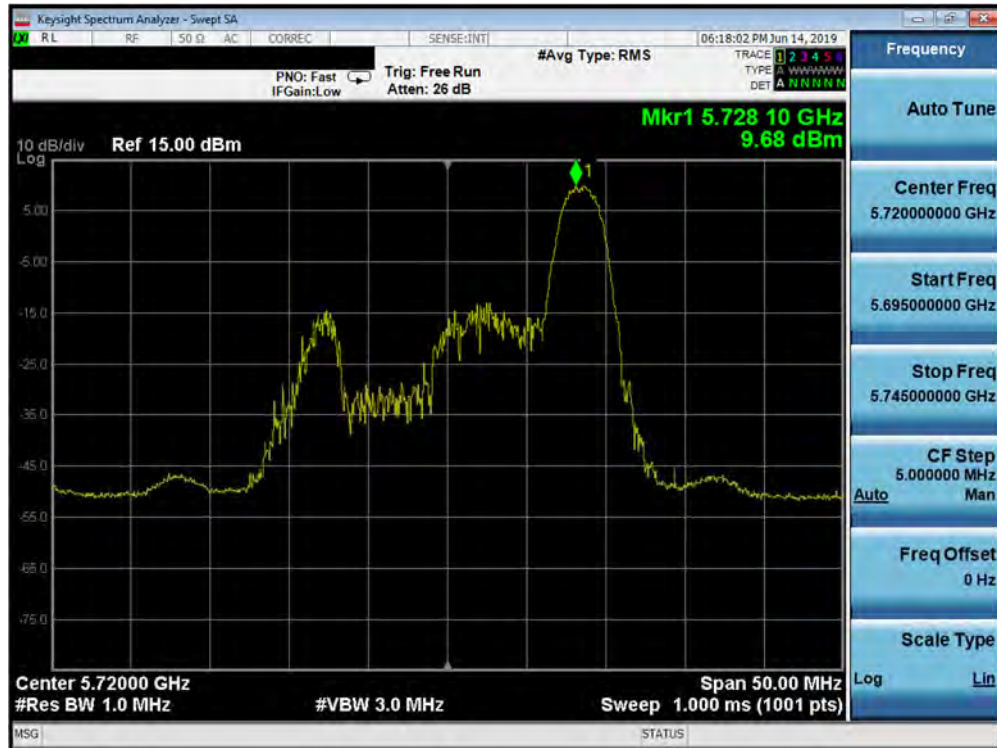 Keysight Spectrum Analyzer - Swept SA
RL RF 50 Ω AC CORREC SENSE:INT 06:18:02 PM Jun 14, 2019
#Avg Type: RMS TRACE 1 2 3 4 5 6
PNO: Fast Trig: Free Run TYPE A WWWWW
IFGain:Low Atten: 26 dB DET A N N N N N
Mkr1 5.728 10 GHz
9.68 dBm
10 dB/div Ref 15.00 dBm
Log
1
5.00
-5.00
-15.0
-25.0
-35.0
-45.0
-55.0
-65.0
-75.0
Center 5.72000 GHz Span 50.00 MHz
#Res BW 1.0 MHz #VBW 3.0 MHz Sweep 1.000 ms (1001 pts)
MSG STATUS
Frequency
Auto Tune
Center Freq
5.720000000 GHz
Start Freq
5.695000000 GHz
Stop Freq
5.745000000 GHz
CF Step
5.000000 MHz
Auto Man
Freq Offset
0 Hz
Scale Type
Log Lin